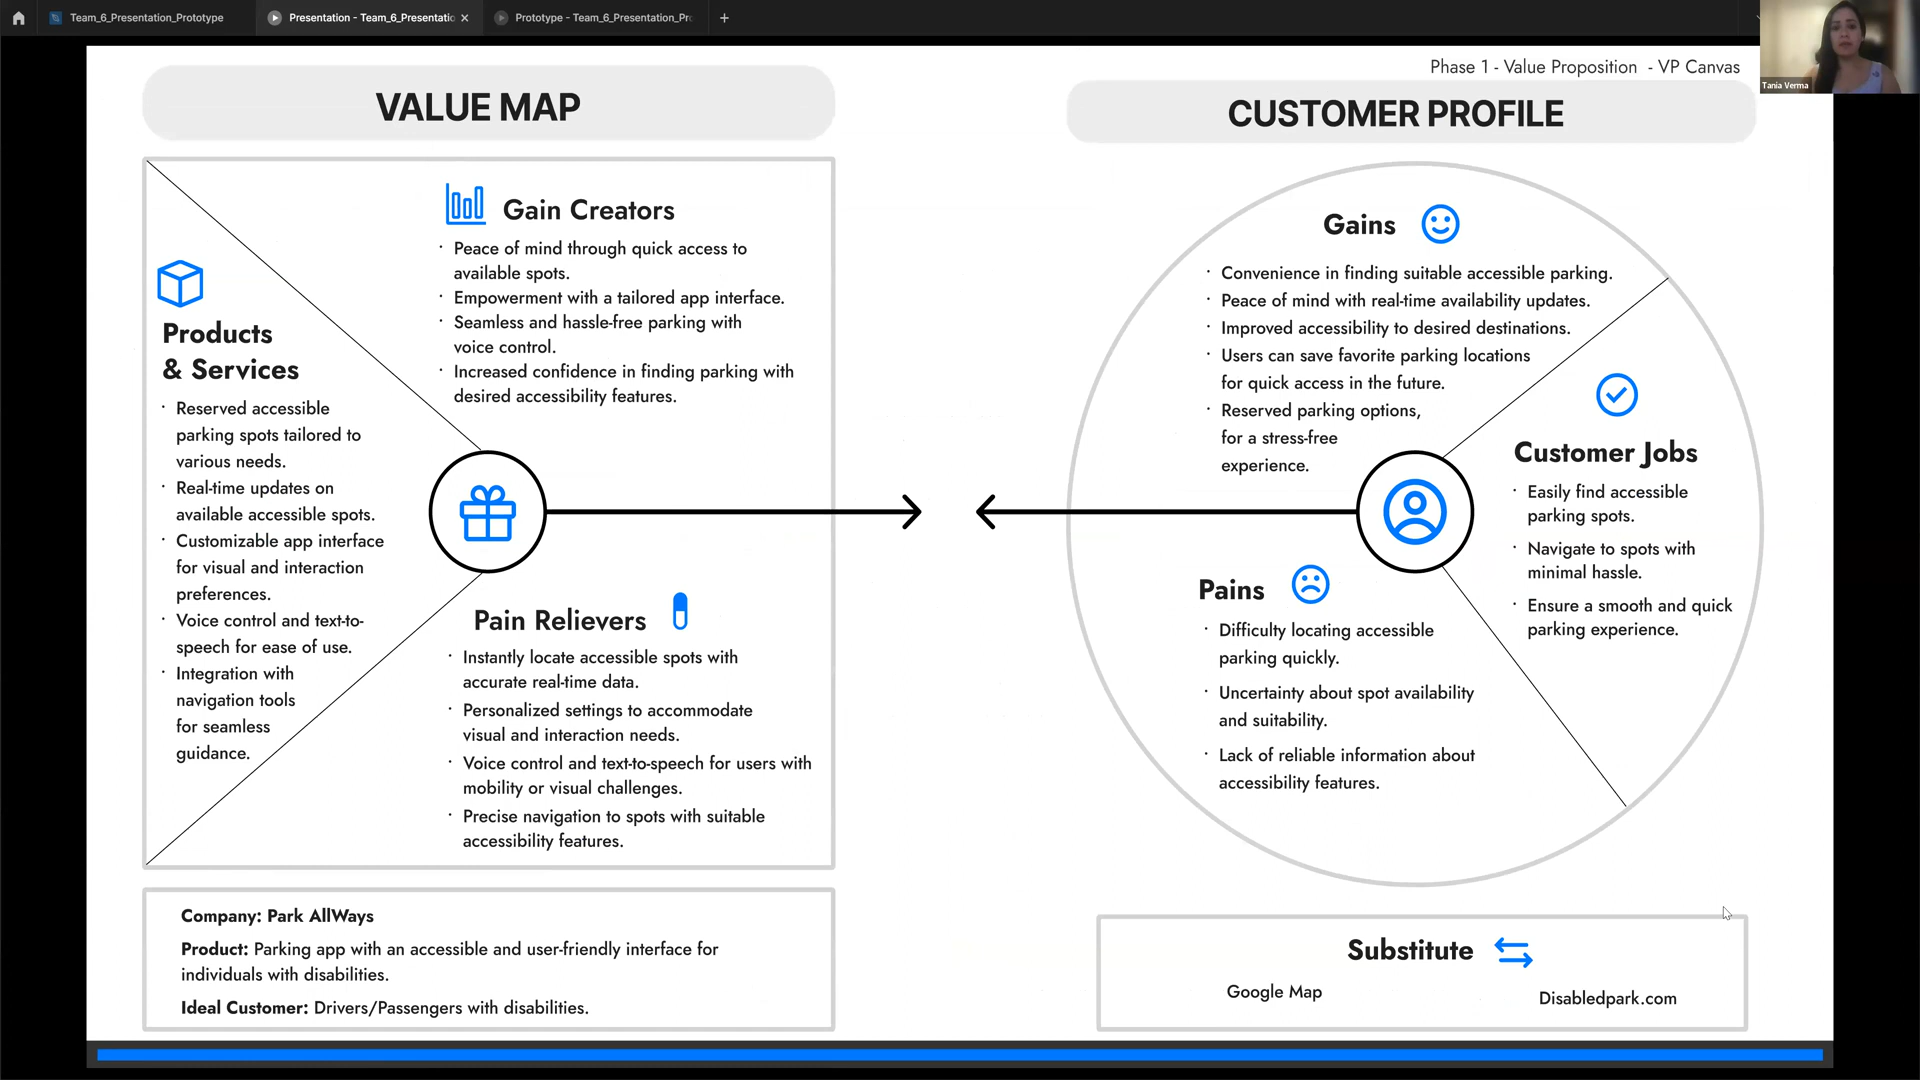 Team_6_Presentation_Prototype
Presentation - Team_6_Presentatio
Prototype - Team_6_Presentation_Pr
Tania Verma
Phase 1 - Value Proposition - VP Canvas
VALUE MAP
Gain Creators
· Peace of mind through quick access to
available spots.
· Empowerment with a tailored app interface.
· Seamless and hassle-free parking with
voice control.
· Increased confidence in finding parking with
desired accessibility features.
Products
& Services
· Reserved accessible
parking spots tailored to
various needs.
· Real-time updates on
available accessible spots.
· Customizable app interface
for visual and interaction
preferences.
· Voice control and text-to-
speech for ease of use.
· Integration with
navigation tools
for seamless
guidance.
Pain Relievers
· Instantly locate accessible spots with
accurate real-time data.
· Personalized settings to accommodate
visual and interaction needs.
· Voice control and text-to-speech for users with
mobility or visual challenges.
· Precise navigation to spots with suitable
accessibility features.
Company: Park AllWays
Product: Parking app with an accessible and user-friendly interface for
individuals with disabilities.
Ideal Customer: Drivers/Passengers with disabilities.
CUSTOMER PROFILE
Gains
· Convenience in finding suitable accessible parking.
· Peace of mind with real-time availability updates.
· Improved accessibility to desired destinations.
· Users can save favorite parking locations
for quick access in the future.
· Reserved parking options,
for a stress-free
experience.
Customer Jobs
· Easily find accessible
parking spots.
· Navigate to spots with
minimal hassle.
· Ensure a smooth and quick
parking experience.
Pains
· Difficulty locating accessible
parking quickly.
· Uncertainty about spot availability
and suitability.
· Lack of reliable information about
accessibility features.
Substitute
Google Map
Disabledpark.com